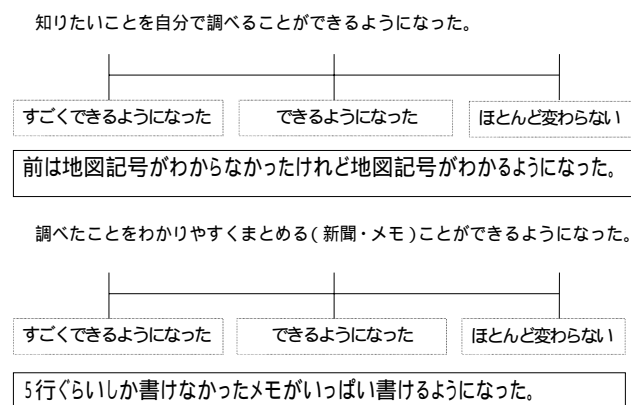 知りたいことを自分で調べることができるようになった。
すごくできるようになった できるようになった ほとんど変わらない
前は地図記号がわからなかったけれど地図記号がわかるようになった。
調べたことをわかりやすくまとめる(新聞・メモ)ことができるようになった。
すごくできるようになった できるようになった ほとんど変わらない
5行ぐらいしか書けなかったメモがいっぱい書けるようになった。